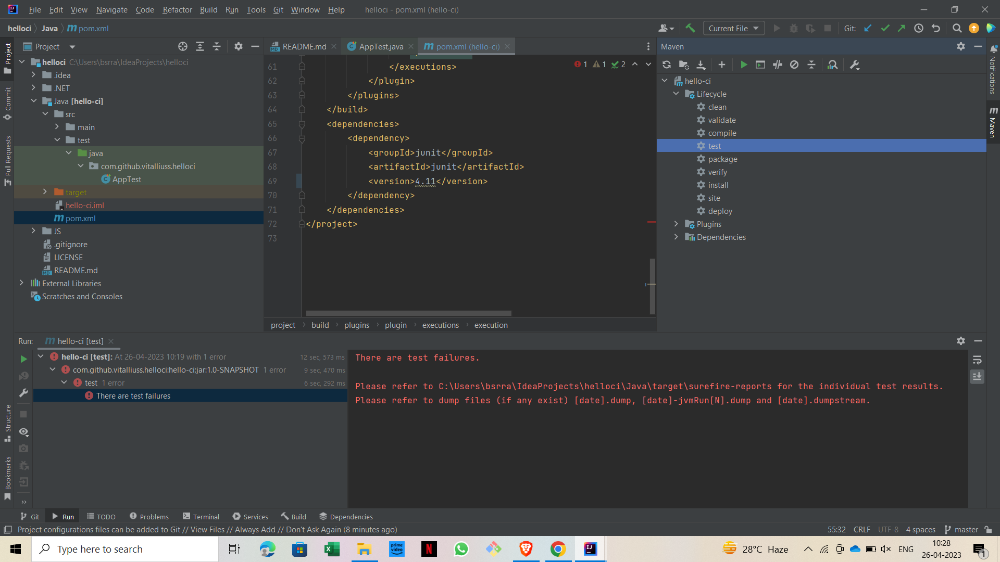 File Edit View Navigate Code Refactor Build Run Tools Git Window Help helloci - pom.xml (hello-ci)
helloci Java pom.xml
Current File Git:
Project
README.md AppTest.java pom.xml (hello-ci)
Maven
helloci C:\Users\bsrra\IdeaProjects\helloci
.idea
.NET
Java [hello-ci]
src
main
test
java
com.github.vitalliuss.helloci
AppTest
target
hello-ci.iml
pom.xml
JS
.gitignore
LICENSE
README.md
External Libraries
Scratches and Consoles
1 1 2
61 </executions>
62 </plugin>
63 </plugins>
64 </build>
65 <dependencies>
66 <dependency>
67 <groupId>junit</groupId>
68 <artifactId>junit</artifactId>
69 <version>4.11</version>
70 </dependency>
71 </dependencies>
72 </project>
73
project build plugins plugin executions execution
hello-ci
Lifecycle
clean
validate
compile
test
package
verify
install
site
deploy
Plugins
Dependencies
Project
Commit
Pull Requests
Structure
Bookmarks
Notifications
Maven
Run: hello-ci [test]
hello-ci [test]: At 26-04-2023 10:19 with 1 error 12 sec, 573 ms
com.github.vitalliuss.helloci:hello-ci:jar:1.0-SNAPSHOT 1 error 9 sec, 470 ms
test 1 error 6 sec, 292 ms
There are test failures
There are test failures.
Please refer to C:\Users\bsrra\IdeaProjects\helloci\Java\target\surefire-reports for the individual test results.
Please refer to dump files (if any exist) [date].dump, [date]-jvmRun[N].dump and [date].dumpstream.
Git Run TODO Problems Terminal Services Build Dependencies
Project configurations files can be added to Git // View Files // Always Add // Don't Ask Again (8 minutes ago)
55:32 CRLF UTF-8 4 spaces master
Type here to search
prime video
N
28°C Haze
ENG
10:28
26-04-2023
1